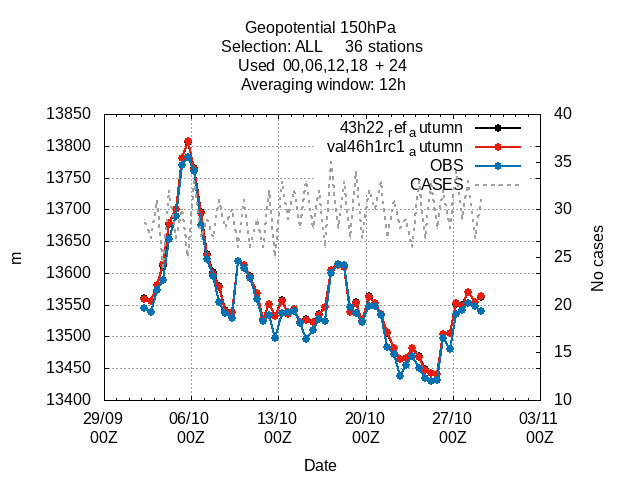 Geopotential 150hPa
Selection: ALL 36 stations
Used 00,06,12,18 + 24
Averaging window: 12h
43h22 ref autumn
val46h1rc1 autumn
OBS
CASES
13850
13800
13750
13700
13650
13600
13550
13500
13450
13400
m
40
35
30
25
20
15
10
No cases
29/09 06/10 13/10 20/10 27/10 03/11
00Z 00Z 00Z 00Z 00Z 00Z
Date